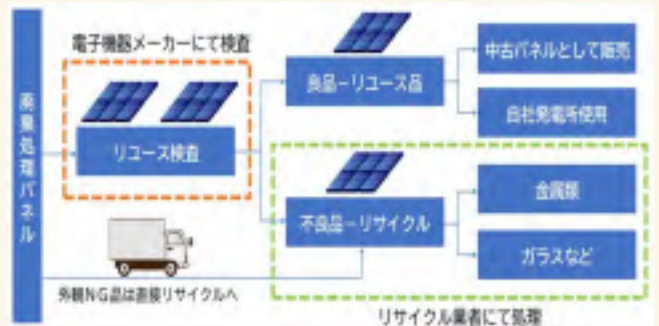 電子機器メーカーにて検査
廃棄処理パネル
リユース検査
良品－リユース品
中古パネルとして販売
自社発電所使用
不良品－リサイクル
金属類
ガラスなど
外観NG品は直接リサイクルへ
リサイクル業者にて処理